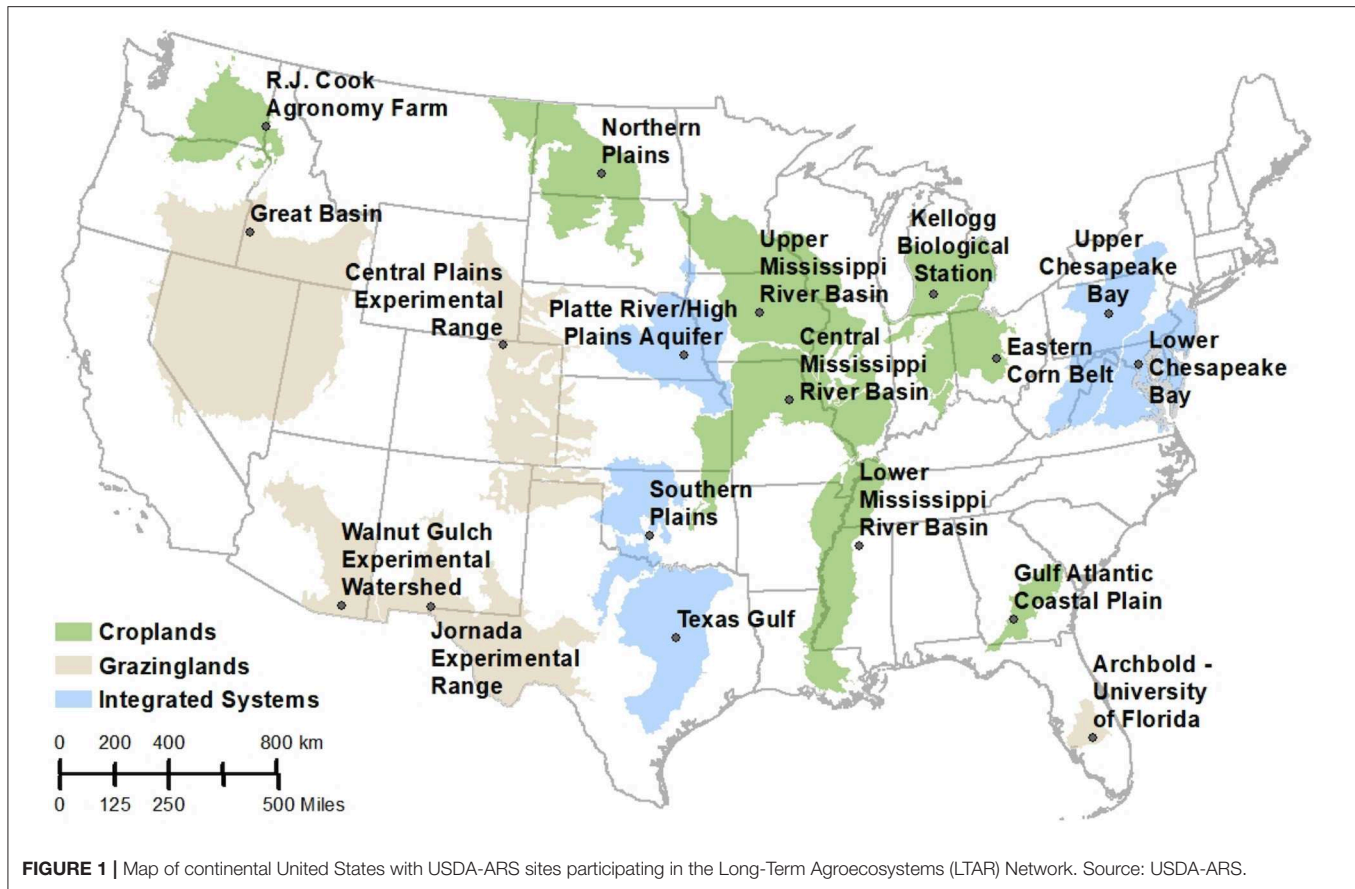 R.J. Cook
Agronomy Farm
Northern
Plains
Great Basin
Central Plains
Experimental
Range
Upper
Mississippi
River Basin
Kellogg
Biological
Station
Upper
Chesapeake
Bay
Platte River/High
Plains Aquifer
Central
Mississippi
River Basin
Eastern
Corn Belt
Lower
Chesapeake
Bay
Southern
Plains
Lower
Mississippi
River Basin
Walnut Gulch
Experimental
Watershed
Jornada
Experimental
Range
Texas Gulf
Gulf Atlantic
Coastal Plain
Archbold -
University
of Florida
Croplands
Grazinglands
Integrated Systems
0 200 400 800 km
0 125 250 500 Miles
FIGURE 1 | Map of continental United States with USDA-ARS sites participating in the Long-Term Agroecosystems (LTAR) Network. Source: USDA-ARS.